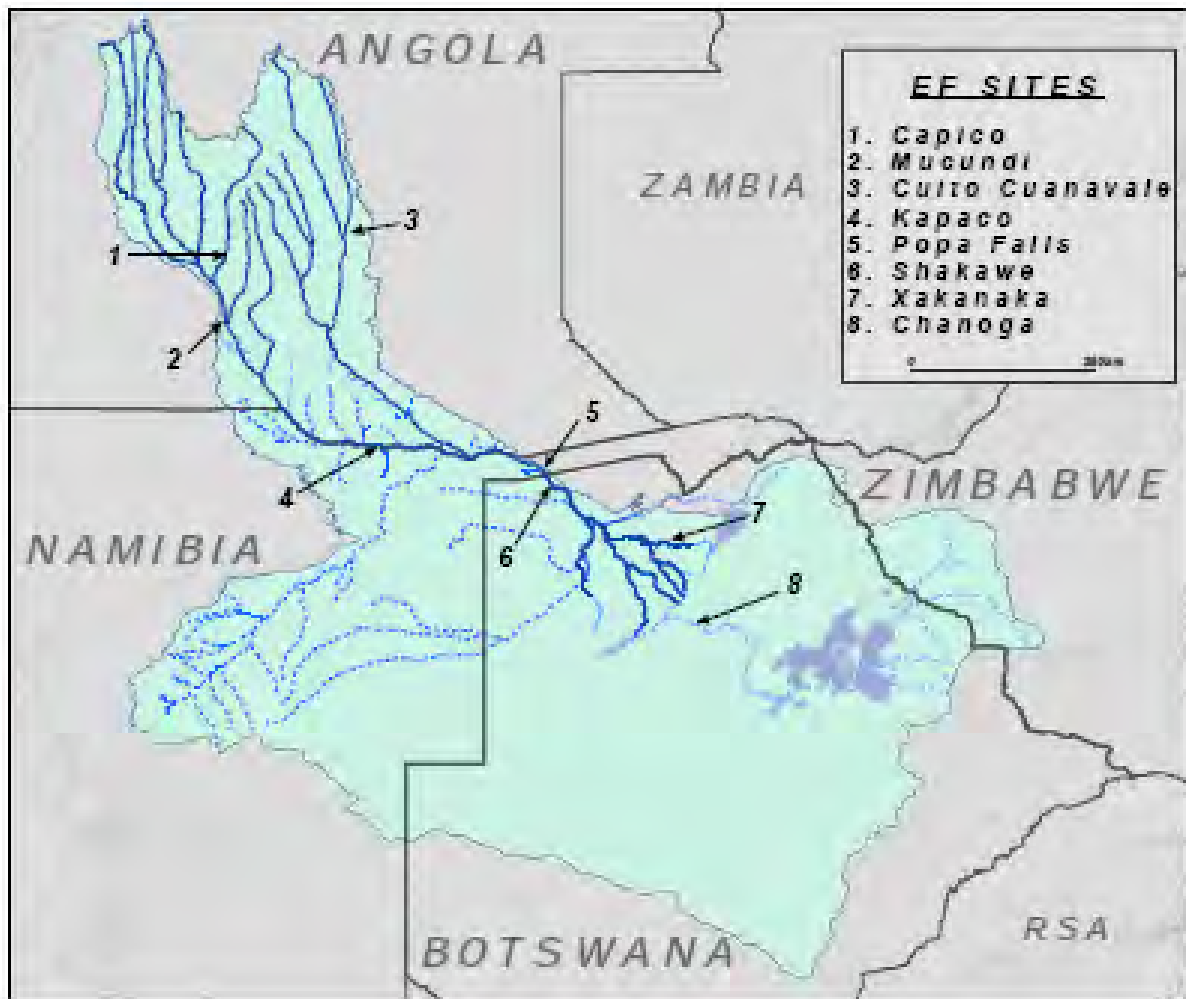 ANGOLA
EF SITES
1. Capico
2. Mucundi
3. Cuito Cuanavale
4. Kapaco
5. Popa Falls
6. Shakawe
7. Xakanaka
8. Chanoga
0
ZAMBIA
3
1
2
5
4
ZIMBABWE
7
NAMIBIA
6
8
RSA
BOTSWANA